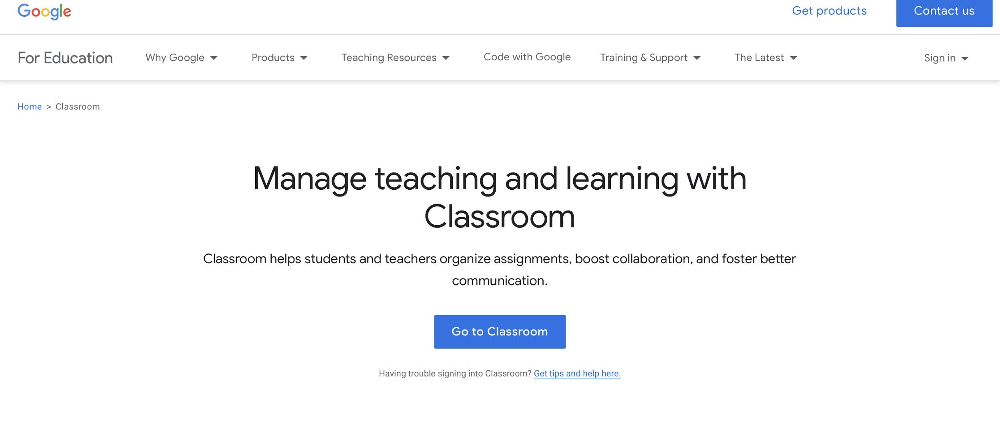 Google
Get products
Contact us
For Education
Why Google
Products
Teaching Resources
Code with Google
Training & Support
The Latest
Sign in
Home > Classroom
Manage teaching and learning with
Classroom
Classroom helps students and teachers organize assignments, boost collaboration, and foster better
communication.
Go to Classroom
Having trouble signing into Classroom? Get tips and help here.